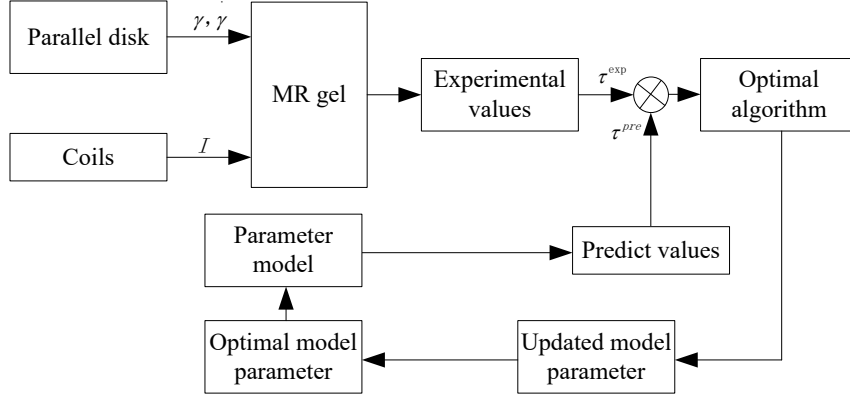 Parallel disk
γ, γ̇
MR gel
Coils
I
Experimental
values
τ^exp
τ^pre
Optimal
algorithm
Parameter
model
Predict values
Optimal model
parameter
Updated model
parameter